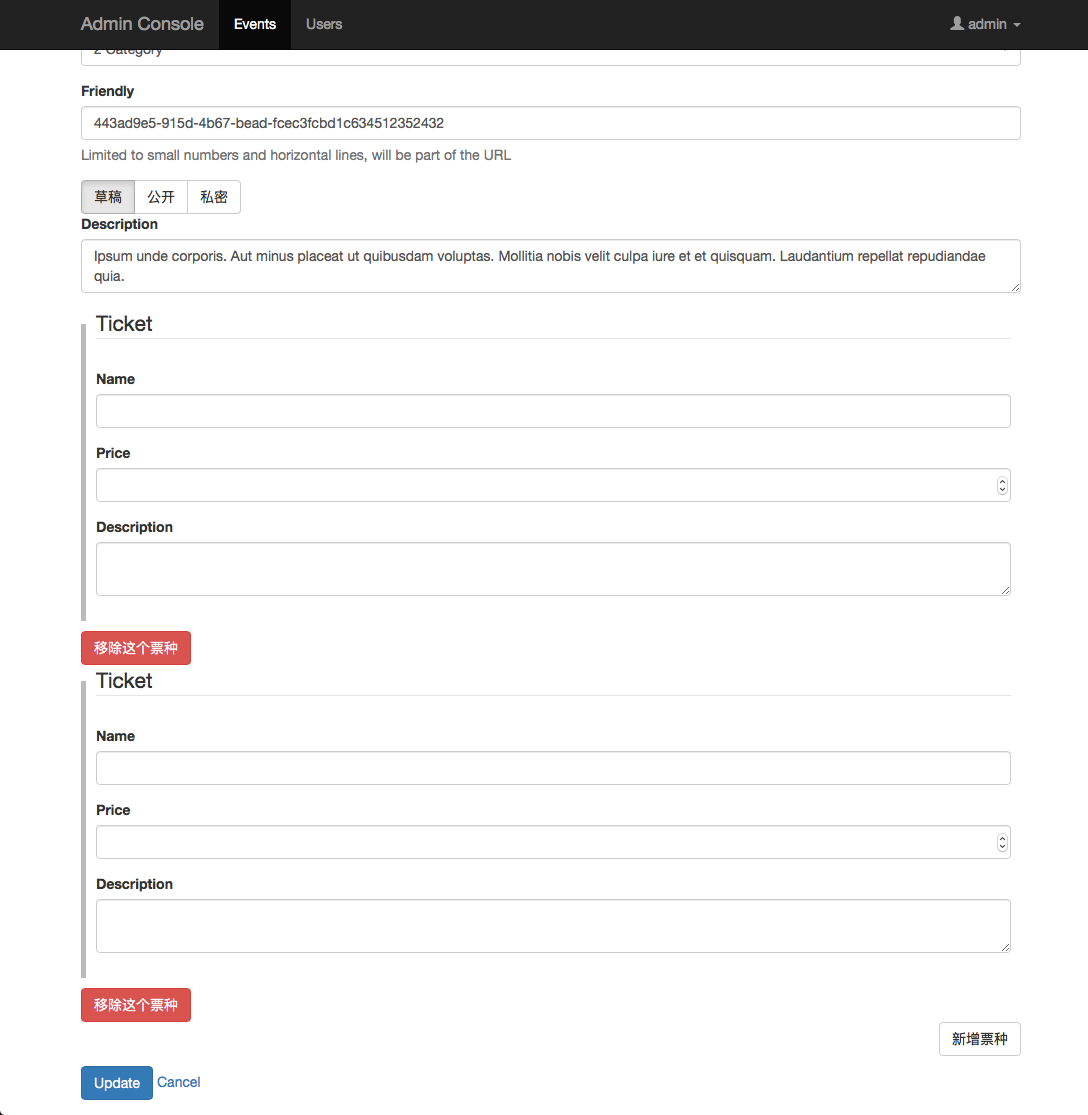 Admin Console Events Users admin
2 Category
Friendly
443ad9e5-915d-4b67-bead-fcec3fcbd1c634512352432
Limited to small numbers and horizontal lines, will be part of the URL
草稿 公开 私密
Description
Ipsum unde corporis. Aut minus placeat ut quibusdam voluptas. Mollitia nobis velit culpa iure et et quisquam. Laudantium repellat repudiandae
quia.
Ticket
Name
Price
Description
移除这个票种
Ticket
Name
Price
Description
移除这个票种
新增票种
Update Cancel